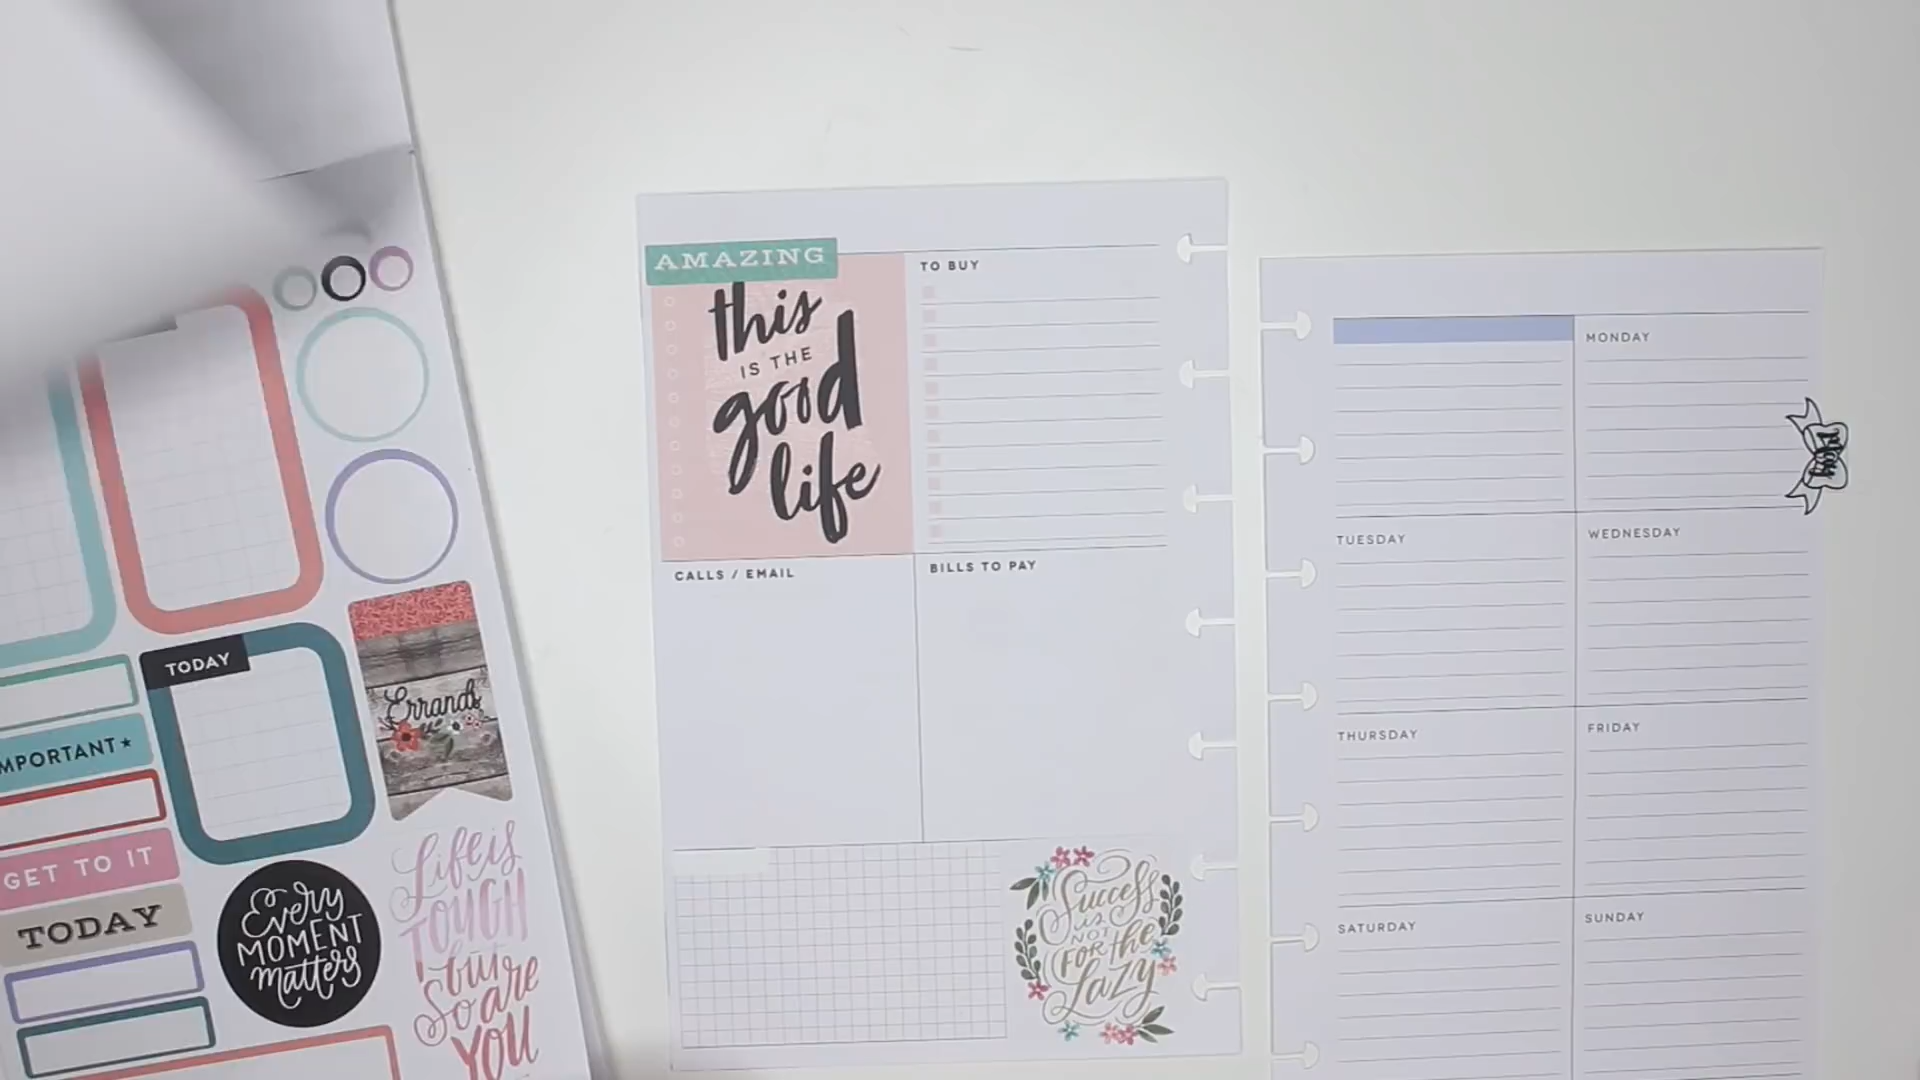 TODAY
Errands
IMPORTANT★
GET TO IT
TODAY
Every
MOMENT
matters
Life is
TOUGH
but
So are
YOU
AMAZING
this
IS THE
good
life
TO BUY
CALLS / EMAIL
BILLS TO PAY
Success
is
NOT
FOR the
LAZY
MONDAY
TUESDAY
WEDNESDAY
THURSDAY
FRIDAY
SATURDAY
SUNDAY
May